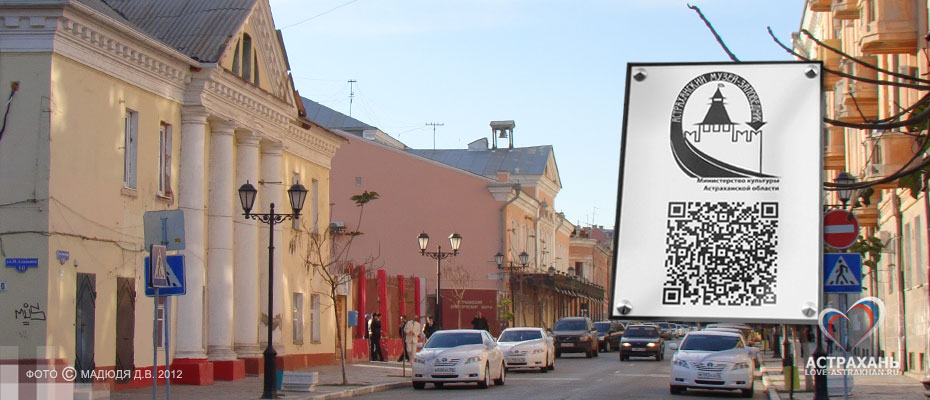 АСТРАХАНСКИЙ МУЗЕЙ-ЗАПОВЕДНИК
Министерство культуры
Астраханской области
ФОТО © МАДЮДЯ Д.В. 2012
АСТРАХАНЬ
LOVE-ASTRAKHAN.RU